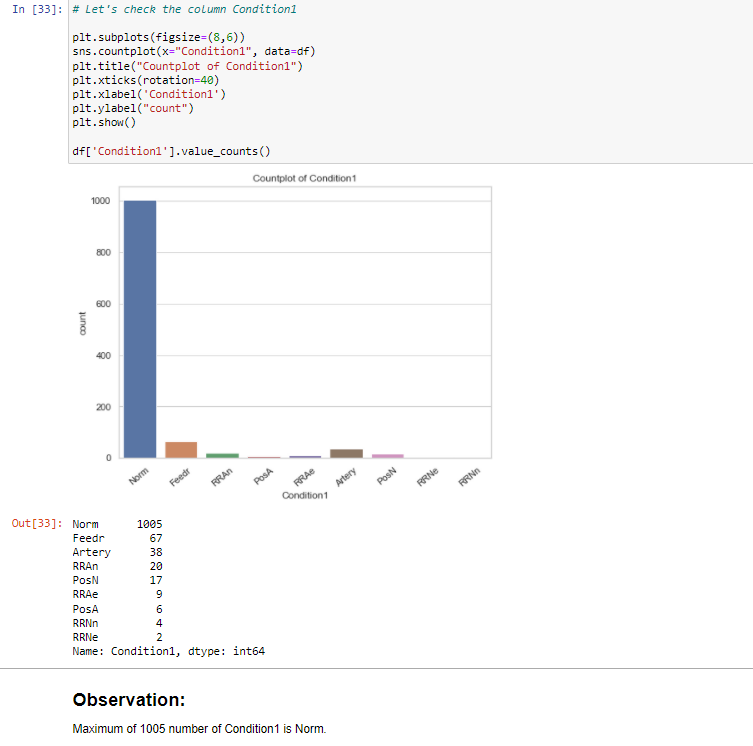 In [33]: # Let's check the column Condition1
plt.subplots(figsize=(8,6))
sns.countplot(x="Condition1", data=df)
plt.title("Countplot of Condition1")
plt.xticks(rotation=40)
plt.xlabel('Condition1')
plt.ylabel("count")
plt.show()
df['Condition1'].value_counts()
Countplot of Condition1
1000
800
600
400
200
0
count
Norm Feedr RRAn PosA RRAe Artery PosN RRNe RRNn
Condition1
Out[33]: Norm 1005
Feedr 67
Artery 38
RRAn 20
PosN 17
RRAe 9
PosA 6
RRNn 4
RRNe 2
Name: Condition1, dtype: int64
Observation:
Maximum of 1005 number of Condition1 is Norm.